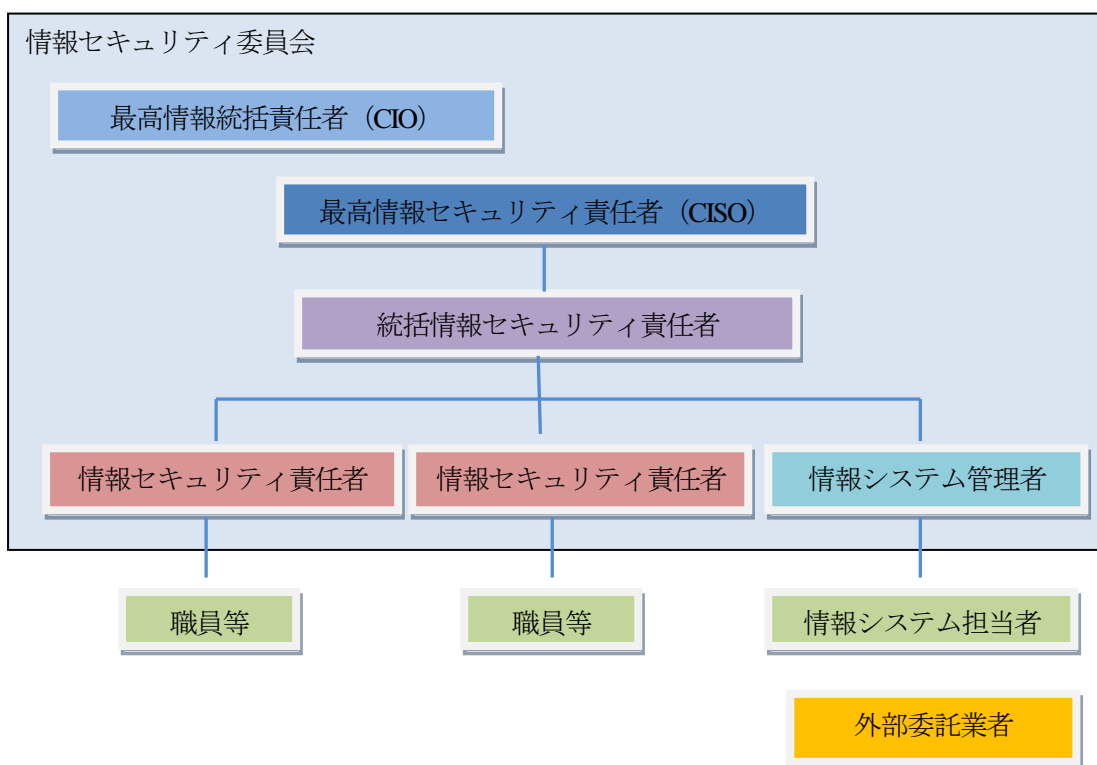 情報セキュリティ委員会
最高情報統括責任者（CIO）
最高情報セキュリティ責任者（CISO）
統括情報セキュリティ責任者
情報セキュリティ責任者
情報セキュリティ責任者
情報システム管理者
職員等
職員等
情報システム担当者
外部委託業者